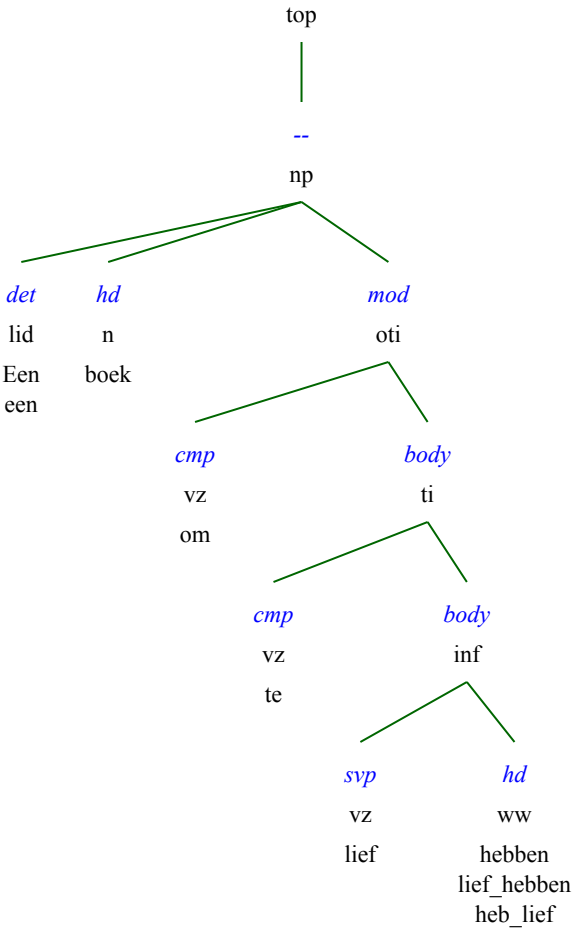 top
--
np
det hd mod
lid n oti
Een boek
een
cmp body
vz ti
om
cmp body
vz inf
te
svp hd
vz ww
lief hebben
lief_hebben
heb_lief